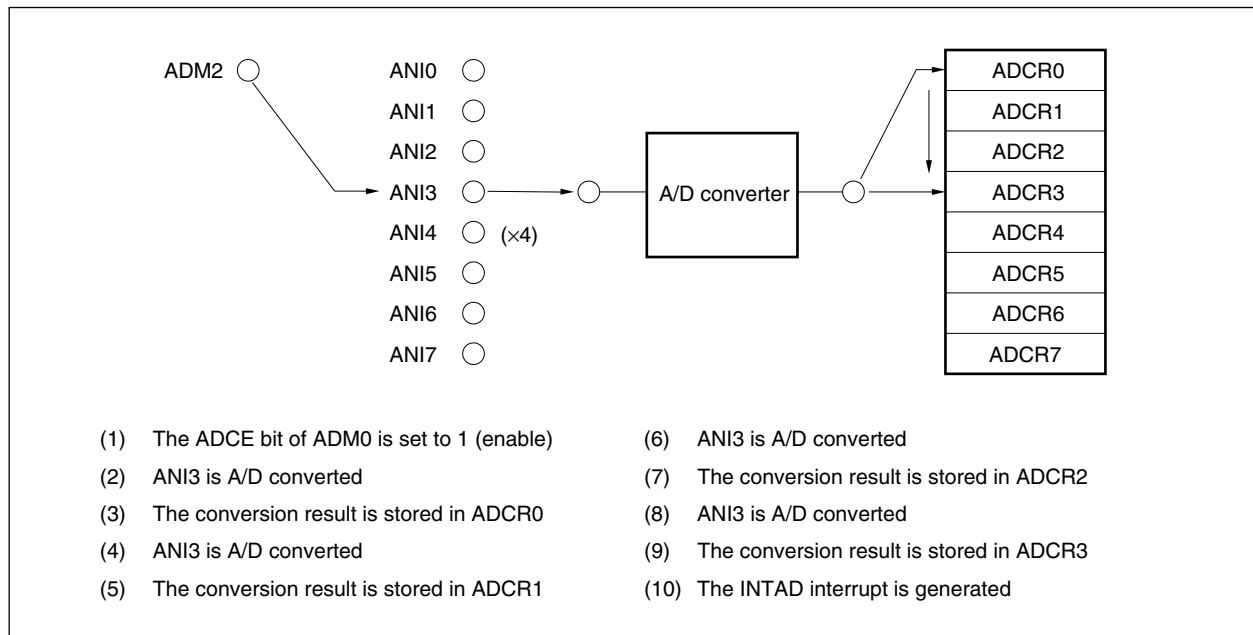 ADM2
ANI0
ANI1
ANI2
ANI3
ANI4 (×4)
ANI5
ANI6
ANI7
A/D converter
ADCR0
ADCR1
ADCR2
ADCR3
ADCR4
ADCR5
ADCR6
ADCR7
(1) The ADCE bit of ADM0 is set to 1 (enable)
(2) ANI3 is A/D converted
(3) The conversion result is stored in ADCR0
(4) ANI3 is A/D converted
(5) The conversion result is stored in ADCR1
(6) ANI3 is A/D converted
(7) The conversion result is stored in ADCR2
(8) ANI3 is A/D converted
(9) The conversion result is stored in ADCR3
(10) The INTAD interrupt is generated